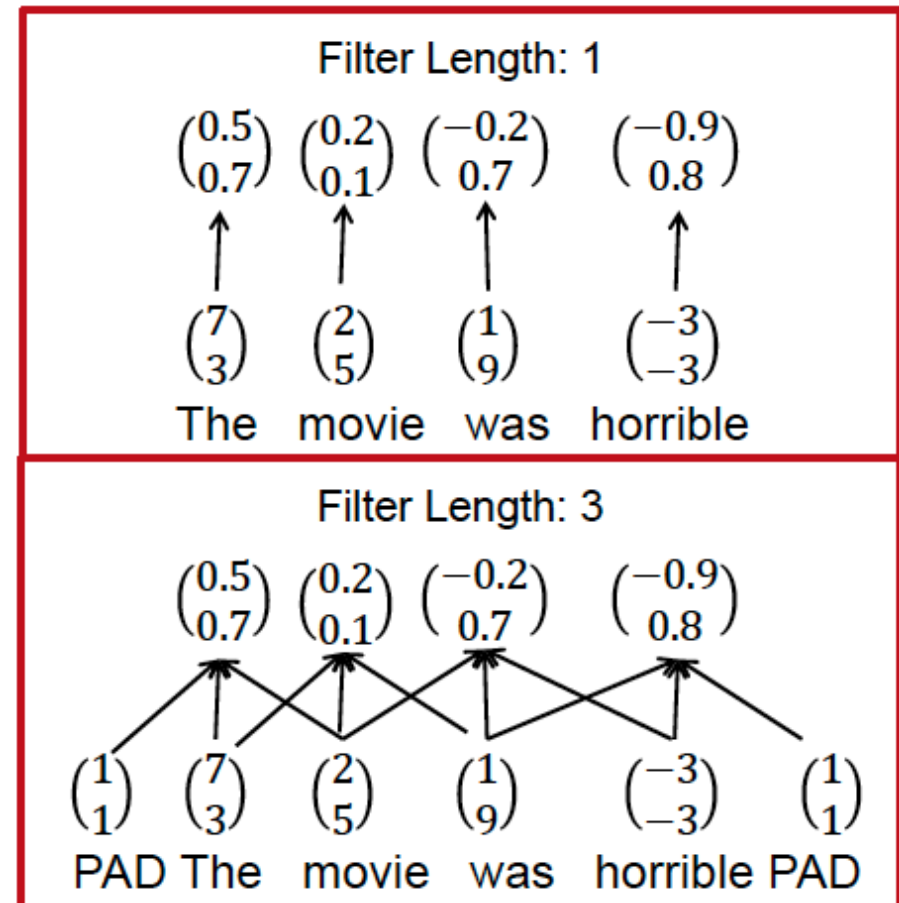 Filter Length: 1
(0.5 0.7) (0.2 0.1) (−0.2 0.7) (−0.9 0.8)
(7 3) (2 5) (1 9) (−3 −3)
The movie was horrible
Filter Length: 3
(0.5 0.7) (0.2 0.1) (−0.2 0.7) (−0.9 0.8)
(1 1) (7 3) (2 5) (1 9) (−3 −3) (1 1)
PAD The movie was horrible PAD